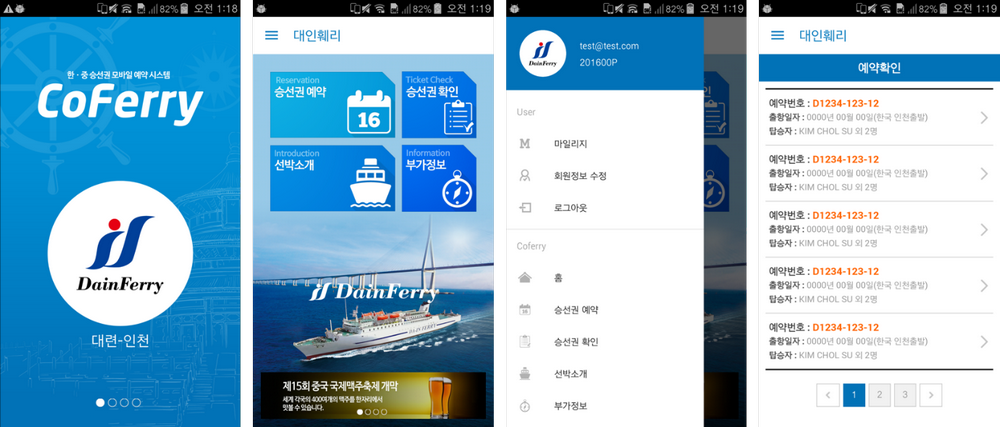 오전 1:18
한 · 중 승선권 모바일 예약 시스템
CoFerry
DainFerry
대련-인천
82% 오전 1:19
대인훼리
Reservation
승선권 예약
16
Ticket Check
승선권 확인
Introduction
선박소개
Information
부가정보
DainFerry
DAIN FERRY
제15회 중국 국제맥주축제 개막
세계 각국의 400여개의 맥주를 한자리에서
맛볼 수 있습니다.
82% 오전 1:19
DainFerry
test@test.com
201600P
User
마일리지
회원정보 수정
로그아웃
Coferry
홈
승선권 예약
승선권 확인
선박소개
부가정보
82% 오전 1:19
대인훼리
예약확인
예약번호 : D1234-123-12
출항일자 : 0000년 00월 00일(한국 인천출발)
탑승자 : KIM CHOL SU 외 2명
예약번호 : D1234-123-12
출항일자 : 0000년 00월 00일(한국 인천출발)
탑승자 : KIM CHOL SU 외 2명
예약번호 : D1234-123-12
출항일자 : 0000년 00월 00일(한국 인천출발)
탑승자 : KIM CHOL SU 외 2명
예약번호 : D1234-123-12
출항일자 : 0000년 00월 00일(한국 인천출발)
탑승자 : KIM CHOL SU 외 2명
예약번호 : D1234-123-12
출항일자 : 0000년 00월 00일(한국 인천출발)
탑승자 : KIM CHOL SU 외 2명
< 1 2 3 >